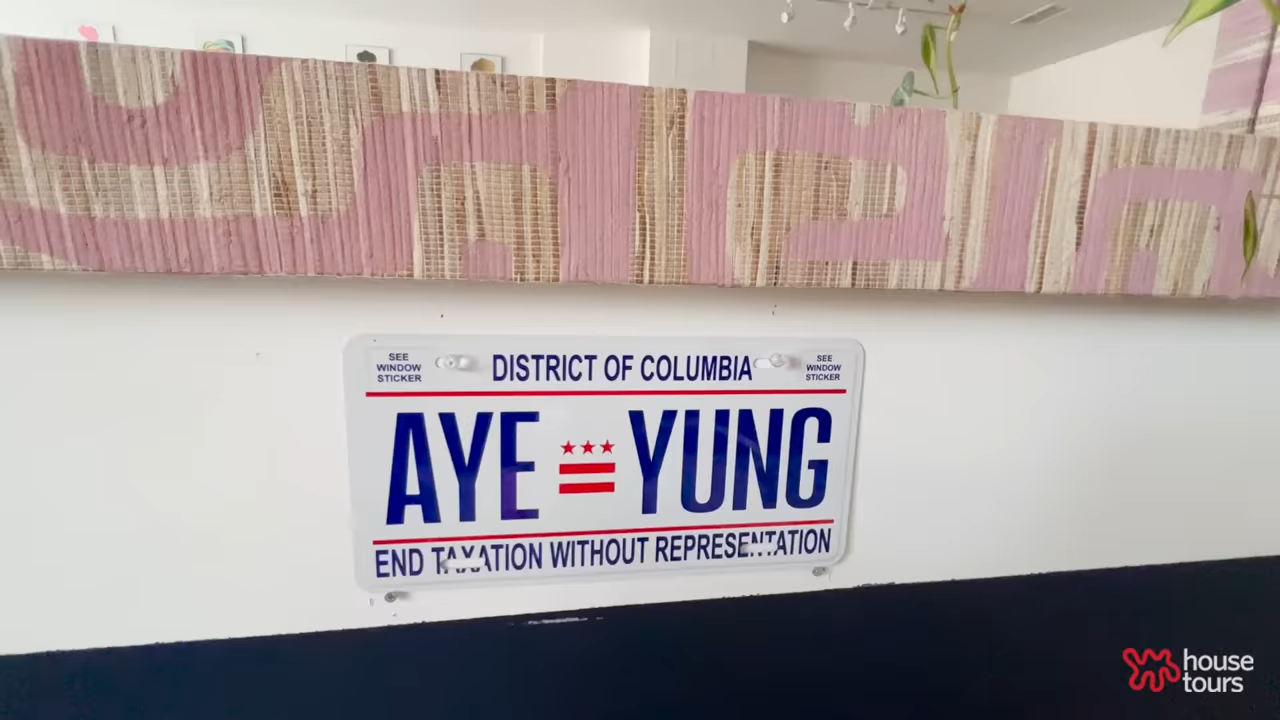 SEE
WINDOW
STICKER
DISTRICT OF COLUMBIA
SEE
WINDOW
STICKER
AYE YUNG
END TAXATION WITHOUT REPRESENTATION
house
tours